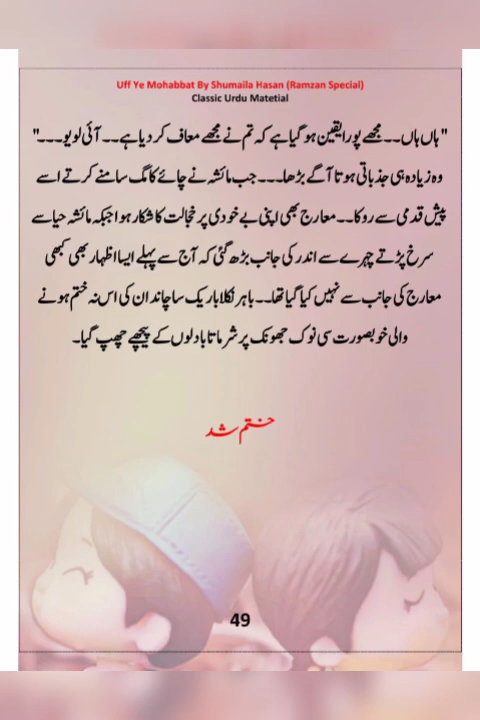 Uff Ye Mohabbat By Shumaila Hasan (Ramzan Special)
Classic Urdu Matetial
"ہاں ہاں۔۔ مجھے پورا یقین ہو گیا ہے کہ تم نے مجھے معاف کر دیا ہے۔۔ آئی لو یو۔۔۔"
وہ زیادہ ہی جذباتی ہوتا آگے بڑھا۔۔۔ جب مائشہ نے چائے کا مگ سامنے کرتے اسے
پیش قدمی سے روکا۔۔ معارج بھی اپنی بے خودی پر خجالت کا شکار ہوا جبکہ مائشہ حیا سے
سرخ پڑتے چہرے سے اندر کی جانب بڑھ گئی کہ آج سے پہلے ایسا اظہار بھی کبھی
معارج کی جانب سے نہیں کیا گیا تھا۔۔ باہر نکلا باریک سا چاند ان کی اس نہ ختم ہونے
والی خوبصورت سی نوک جھونک پر شرماتا بادلوں کے پیچھے چھپ گیا۔
ختم شد
49